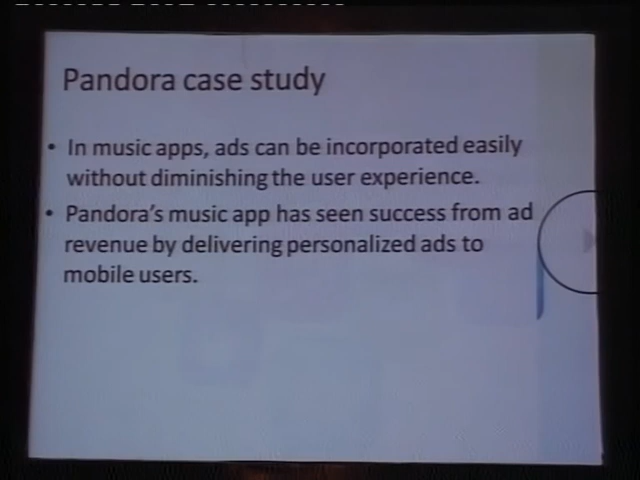 Pandora case study
• In music apps, ads can be incorporated easily
without diminishing the user experience.
• Pandora's music app has seen success from ad
revenue by delivering personalized ads to
mobile users.